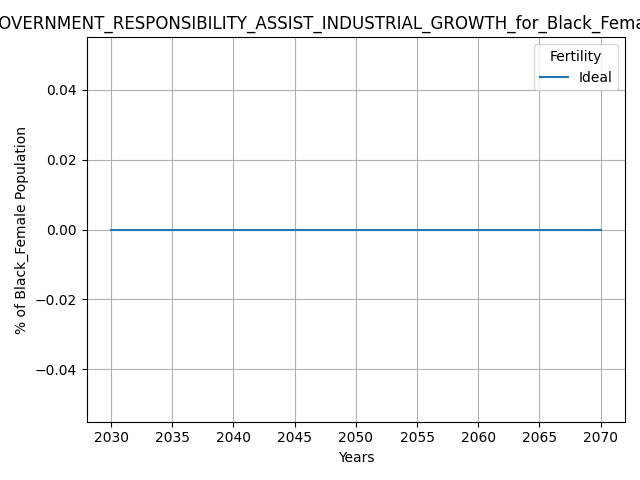 OVERNMENT_RESPONSIBILITY_ASSIST_INDUSTRIAL_GROWTH_for_Black_Fema
Fertility
Ideal
0.04
0.02
0.00
−0.02
−0.04
% of Black_Female Population
2030 2035 2040 2045 2050 2055 2060 2065 2070
Years